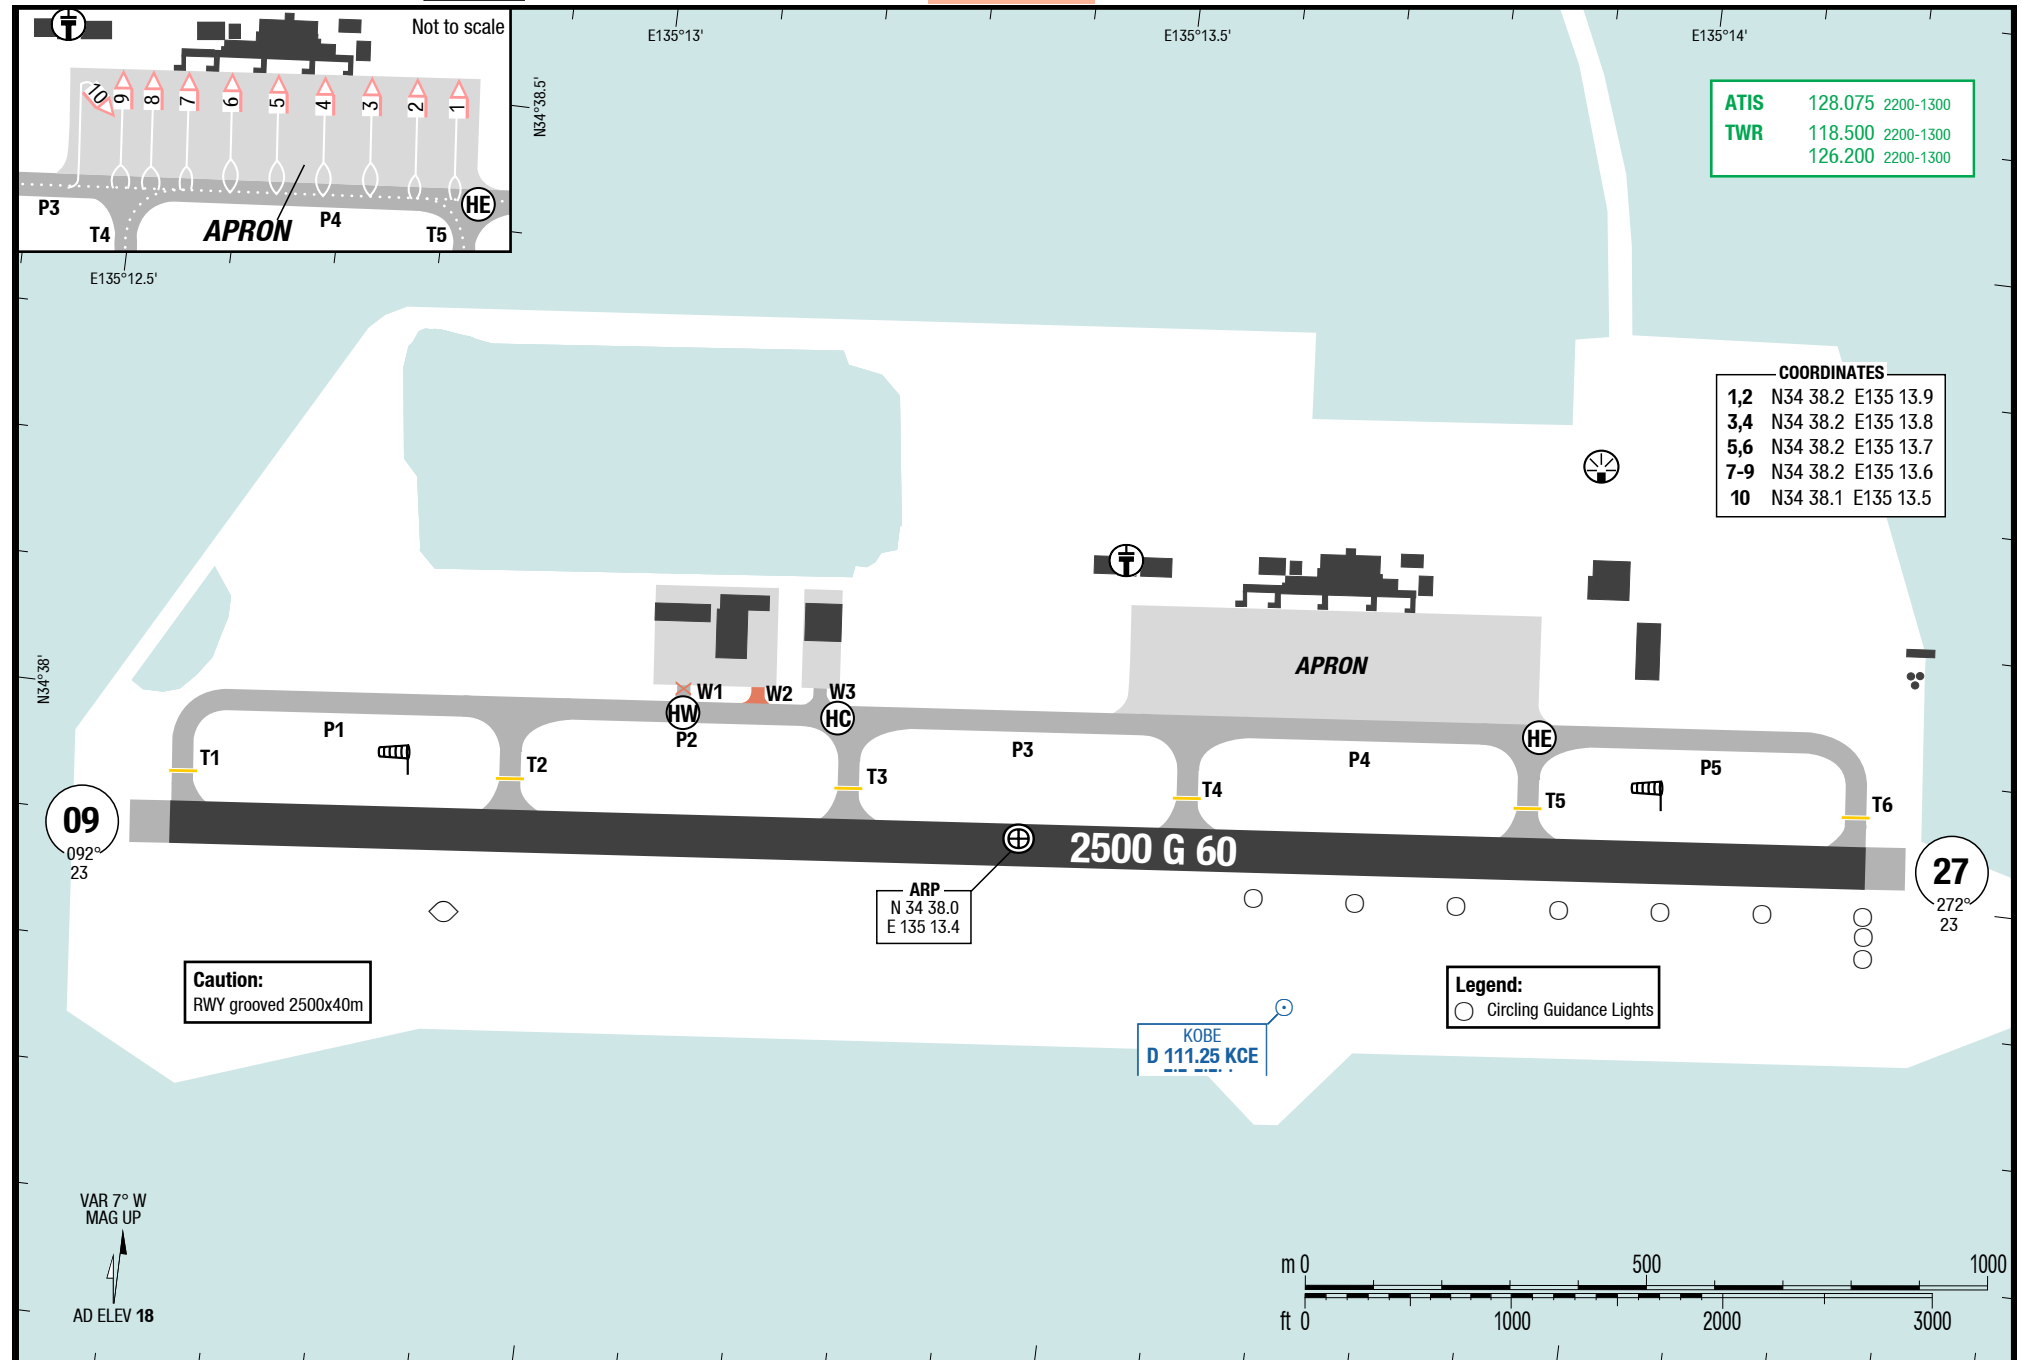 Not to scale
10
9
8
7
6
5
4
3
2
1
P3
T4
APRON
P4
T5
HE
E135°12.5'
E135°13'
E135°13.5'
E135°14'
N34°38.5'
N34°38'
ATIS 128.075 2200-1300
TWR 118.500 2200-1300
126.200 2200-1300
COORDINATES
1,2 N34 38.2 E135 13.9
3,4 N34 38.2 E135 13.8
5,6 N34 38.2 E135 13.7
7-9 N34 38.2 E135 13.6
10 N34 38.1 E135 13.5
APRON
W1
W2
W3
HW
HC
HE
P1
P2
P3
P4
P5
T1
T2
T3
T4
T5
T6
09
092°
23
2500 G 60
27
272°
23
ARP
N 34 38.0
E 135 13.4
Caution:
RWY grooved 2500x40m
Legend:
Circling Guidance Lights
KOBE
D 111.25 KCE
VAR 7° W
MAG UP
AD ELEV 18
m 0 500 1000
ft 0 1000 2000 3000